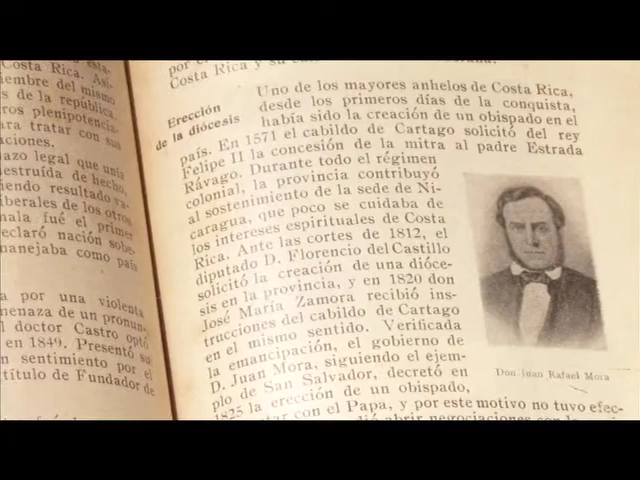 Costa Rica. Así-
iembre del mismo
s de la república.
ros plenipotencia-
ara tratar con sus
aciones.
azo legal que unía
estruída de hecho,
iendo resultado va-
iberales de los otros
mala fué el primer
eclaró nación sobe-
manejaba como país
a por una violenta
menaza de un pronun-
doctor Castro optó
en 1849. Presentó su
n sentimiento por el
título de Fundador de
por el
Costa Rica y su
Erección
de la diócesis
Uno de los mayores anhelos de Costa Rica,
desde los primeros días de la conquista,
había sido la creación de un obispado en el
país. En 1571 el cabildo de Cartago solicitó del rey
Felipe II la concesión de la mitra al padre Estrada
Rávago. Durante todo el régimen
colonial, la provincia contribuyó
al sostenimiento de la sede de Ni-
caragua, que poco se cuidaba de
los intereses espirituales de Costa
Rica. Ante las cortes de 1812, el
diputado D. Florencio del Castillo
solicitó la creación de una dióce-
sis en la provincia, y en 1820 don
José María Zamora recibió ins-
trucciones del cabildo de Cartago
en el mismo sentido. Verificada
la emancipación, el gobierno de
D. Juan Mora, siguiendo el ejem-
plo de San Salvador, decretó en
1825 la erección de un obispado,
tar con el Papa, y por este motivo no tuvo efec-
abrir negociaciones con la
Don Juan Rafael Mora